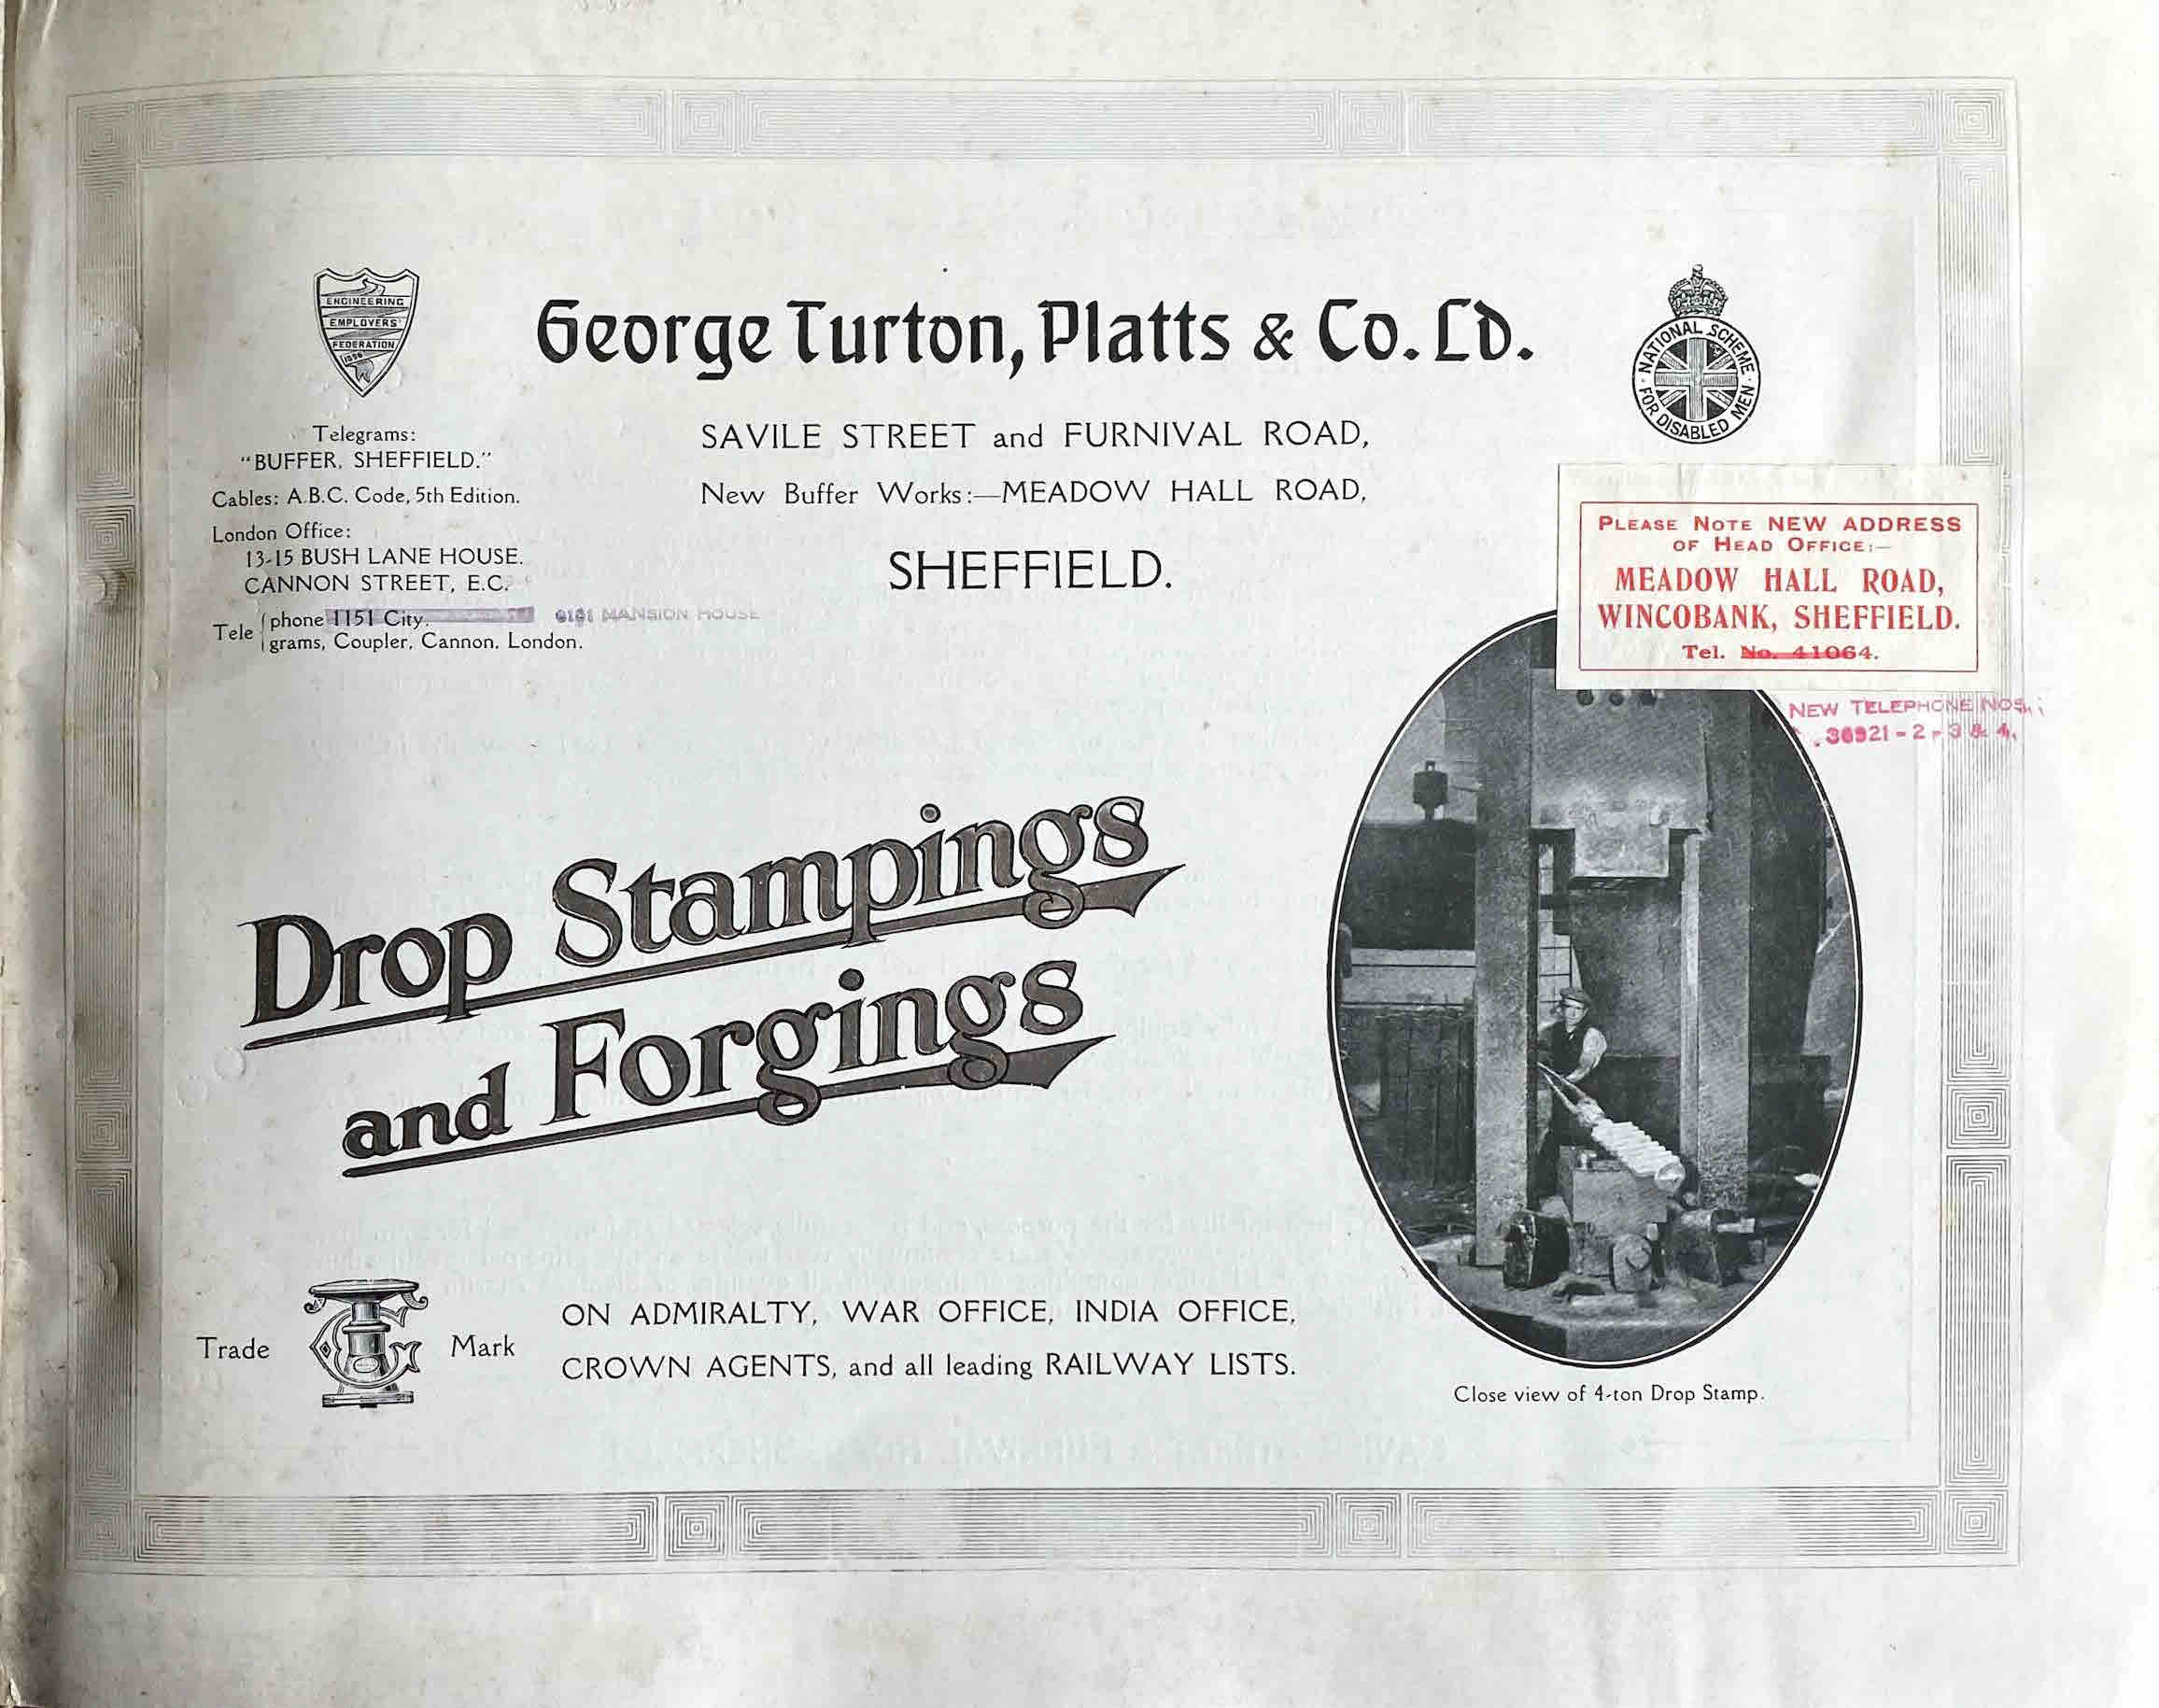 ENGINEERING
EMPLOYERS'
FEDERATION
1896
George Turton, Platts & Co. Ld.
NATIONAL SCHEME
FOR DISABLED MEN
Telegrams:
"BUFFER, SHEFFIELD."
Cables: A.B.C. Code, 5th Edition.
London Office:
13-15 BUSH LANE HOUSE.
CANNON STREET, E.C.
Tele phone 1151 City. 6161 MANSION HOUSE
grams, Coupler, Cannon, London.
SAVILE STREET and FURNIVAL ROAD,
New Buffer Works:—MEADOW HALL ROAD,
SHEFFIELD.
PLEASE NOTE NEW ADDRESS
OF HEAD OFFICE:—
MEADOW HALL ROAD,
WINCOBANK, SHEFFIELD.
Tel. No. 41064.
NEW TELEPHONE NOS.
36921 - 2 - 3 & 4.
Drop Stampings
and Forgings
Trade Mark
ON ADMIRALTY, WAR OFFICE, INDIA OFFICE,
CROWN AGENTS, and all leading RAILWAY LISTS.
Close view of 4-ton Drop Stamp.